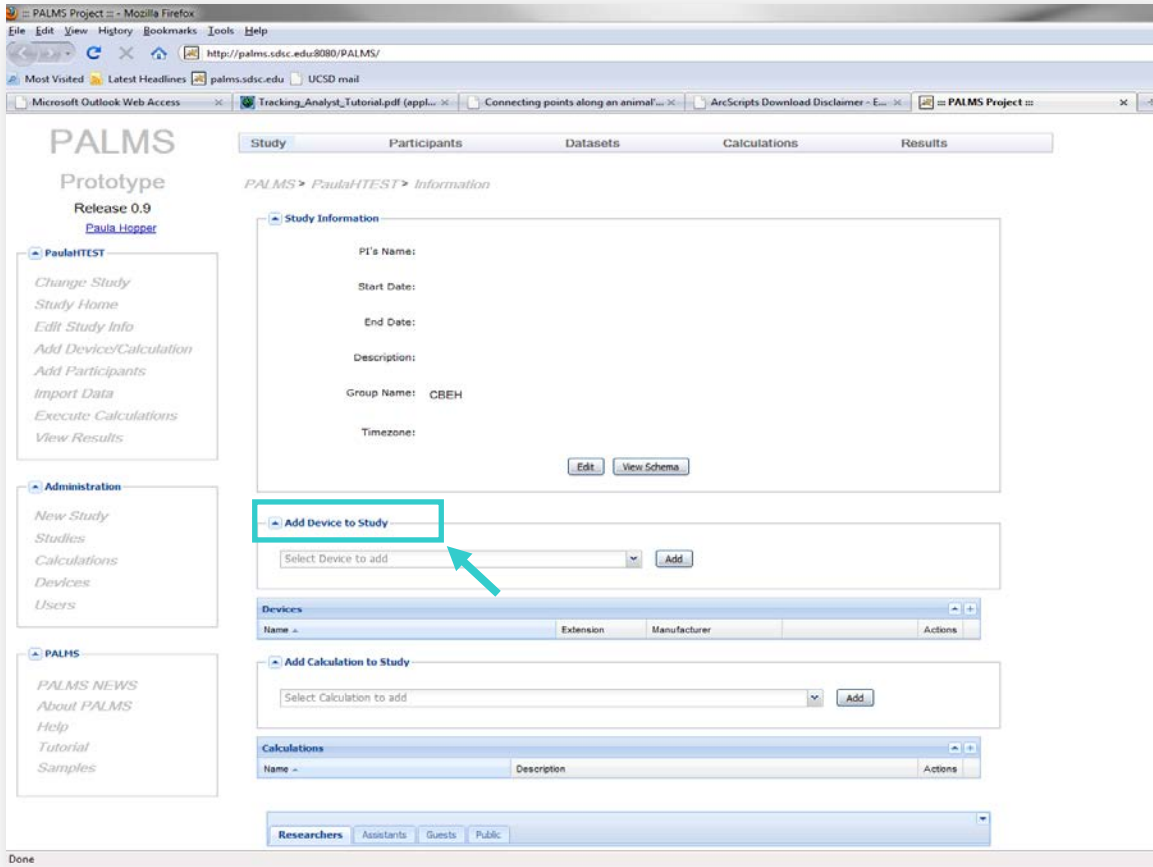 ::: PALMS Project ::: - Mozilla Firefox
File Edit View History Bookmarks Tools Help
http://palms.sdsc.edu:8080/PALMS/
Most Visited Latest Headlines palms.sdsc.edu UCSD mail
Microsoft Outlook Web Access Tracking_Analyst_Tutorial.pdf (appl... Connecting points along an animal'... ArcScripts Download Disclaimer - E... ::: PALMS Project :::
PALMS
Prototype
Release 0.9
Paula Hopper
PaulaHTEST
Change Study
Study Home
Edit Study Info
Add Device/Calculation
Add Participants
Import Data
Execute Calculations
View Results
Administration
New Study
Studies
Calculations
Devices
Users
PALMS
PALMS NEWS
About PALMS
Help
Tutorial
Samples
Study Participants Datasets Calculations Results
PALMS> PaulaHTEST> Information
Study Information
PI's Name:
Start Date:
End Date:
Description:
Group Name: CBEH
Timezone:
Edit View Schema
Add Device to Study
Select Device to add Add
Devices
Name Extension Manufacturer Actions
Add Calculation to Study
Select Calculation to add Add
Calculations
Name Description Actions
Researchers Assistants Guests Public
Done